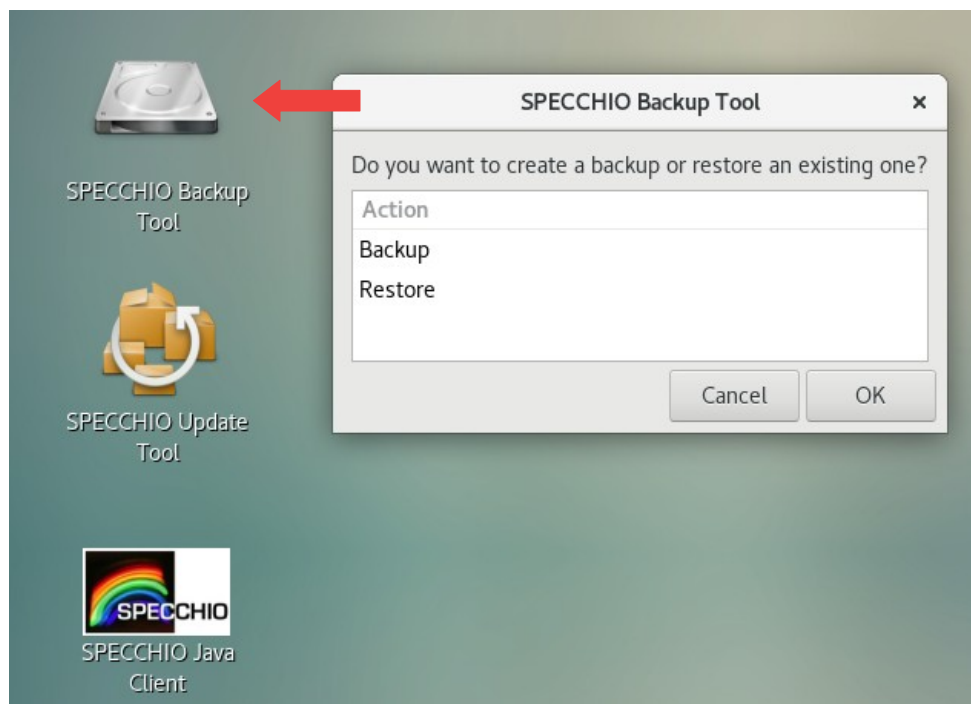 SPECCHIO Backup
Tool
SPECCHIO Update
Tool
SPECCHIO
SPECCHIO Java
Client
SPECCHIO Backup Tool
×
Do you want to create a backup or restore an existing one?
Action
Backup
Restore
Cancel
OK